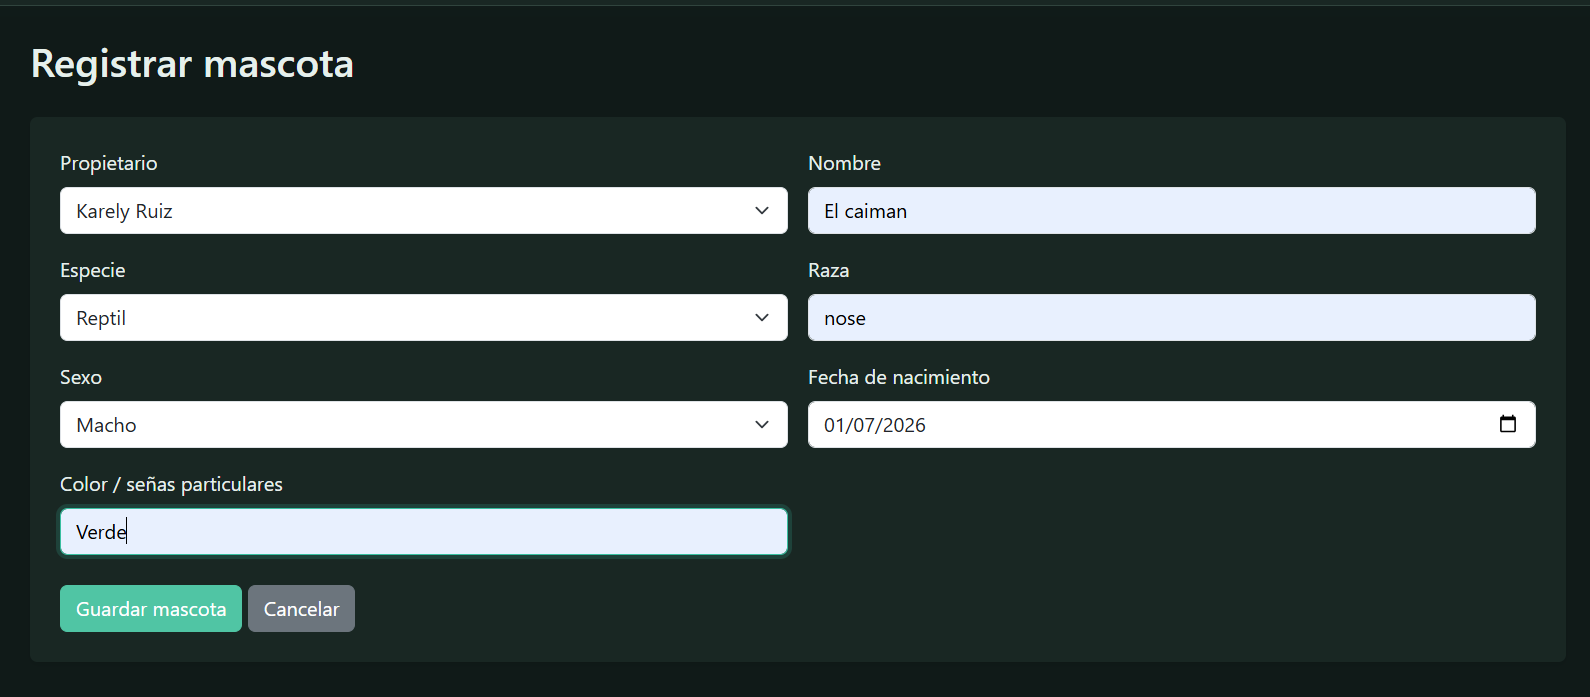 Registrar mascota
Propietario
Nombre
Karely Ruiz
El caiman
Especie
Raza
Reptil
nose
Sexo
Fecha de nacimiento
Macho
01/07/2026
Color / señas particulares
Verde
Guardar mascota
Cancelar